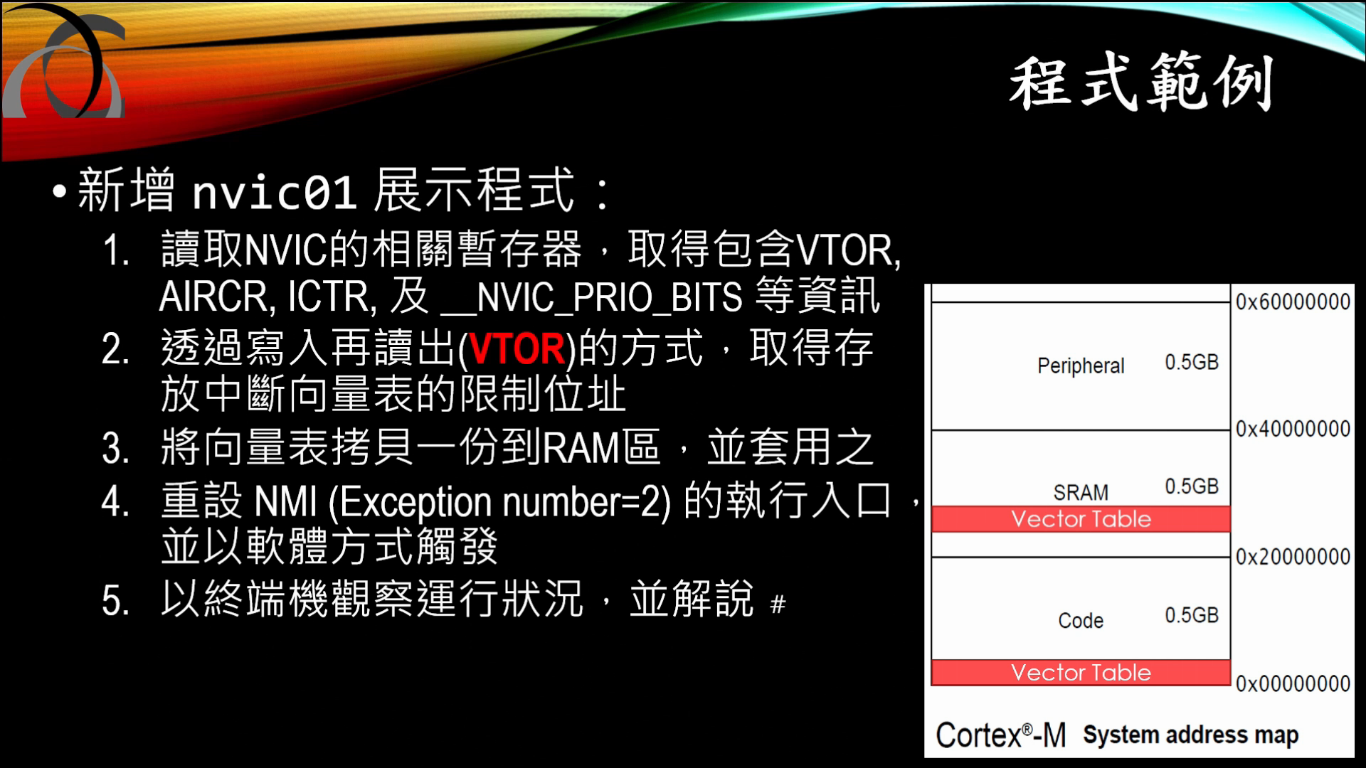 程式範例
•新增 nvic01 展示程式：
1. 讀取NVIC的相關暫存器，取得包含VTOR,
AIRCR, ICTR, 及 __NVIC_PRIO_BITS 等資訊
2. 透過寫入再讀出(VTOR)的方式，取得存
放中斷向量表的限制位址
3. 將向量表拷貝一份到RAM區，並套用之
4. 重設 NMI (Exception number=2) 的執行入口，
並以軟體方式觸發
5. 以終端機觀察運行狀況，並解說 #
0x60000000
Peripheral 0.5GB
0x40000000
SRAM 0.5GB
Vector Table
0x20000000
Code 0.5GB
Vector Table
0x00000000
Cortex®-M System address map